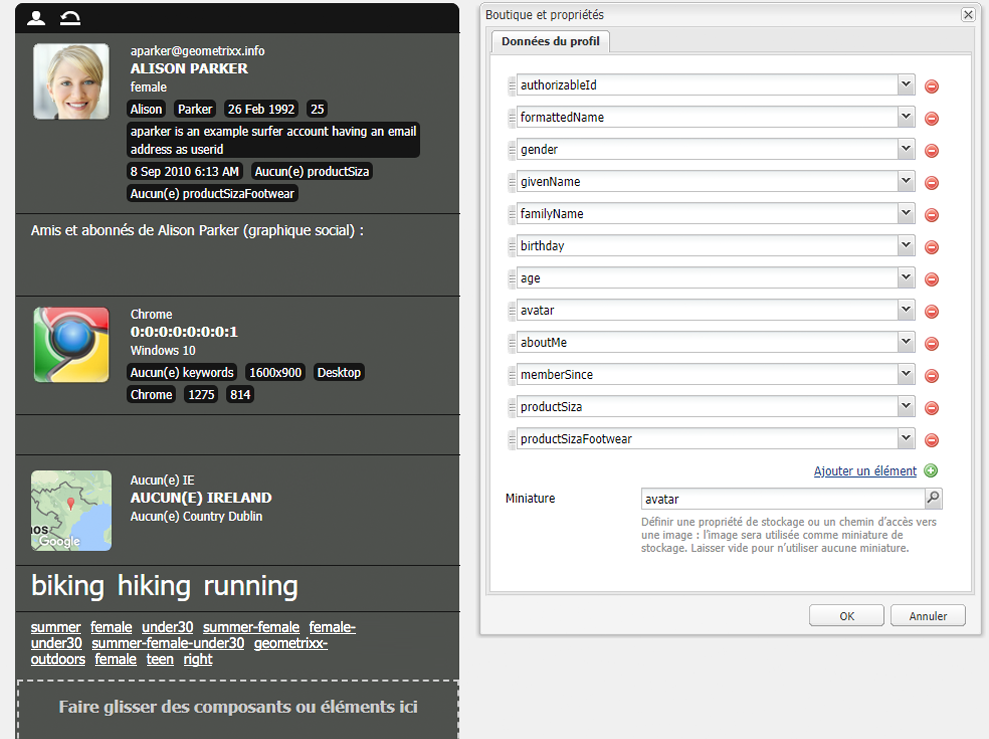 aparker@geometrixx.info
ALISON PARKER
female
Alison Parker 26 Feb 1992 25
aparker is an example surfer account having an email
address as userid
8 Sep 2010 6:13 AM Aucun(e) productSiza
Aucun(e) productSizaFootwear
Amis et abonnés de Alison Parker (graphique social) :
Chrome
0:0:0:0:0:0:0:1
Windows 10
Aucun(e) keywords 1600x900 Desktop
Chrome 1275 814
Aucun(e) IE
AUCUN(E) IRELAND
Aucun(e) Country Dublin
nos
Google
biking hiking running
summer female under30 summer-female female-
under30 summer-female-under30 geometrixx-
outdoors female teen right
Faire glisser des composants ou éléments ici
Boutique et propriétés
Données du profil
authorizableId
formattedName
gender
givenName
familyName
birthday
age
avatar
aboutMe
memberSince
productSiza
productSizaFootwear
Ajouter un élément
Miniature avatar
Définir une propriété de stockage ou un chemin d'accès vers
une image : l'image sera utilisée comme miniature de
stockage. Laisser vide pour n'utiliser aucune miniature.
OK Annuler